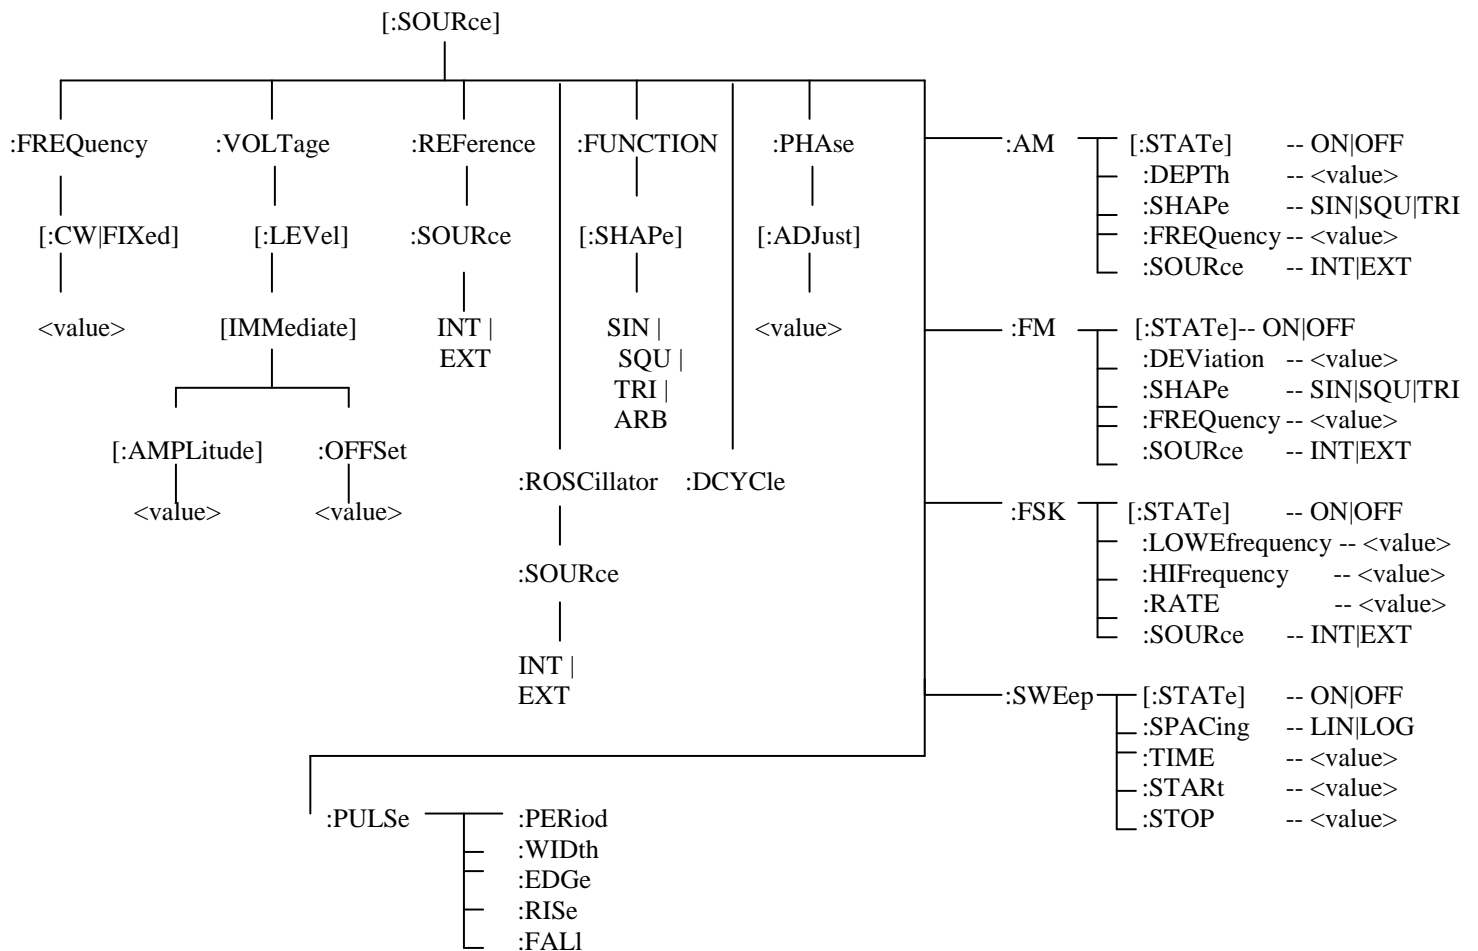 [:SOURce]
:FREQuency :VOLTage :REFerence :FUNCTION :PHAse
[:CW|FIXed] [:LEVel] :SOURce [:SHAPe] [:ADJust]
<value> [IMMediate] INT | SIN | <value>
EXT SQU |
TRI |
ARB
[:AMPLitude] :OFFSet
<value> <value>
:ROSCillator :DCYCle
:SOURce
INT |
EXT
:AM [:STATe] -- ON|OFF
:DEPTh -- <value>
:SHAPe -- SIN|SQU|TRI
:FREQuency -- <value>
:SOURce -- INT|EXT
:FM [:STATe]-- ON|OFF
:DEViation -- <value>
:SHAPe -- SIN|SQU|TRI
:FREQuency -- <value>
:SOURce -- INT|EXT
:FSK [:STATe] -- ON|OFF
:LOWEfrequency -- <value>
:HIFrequency -- <value>
:RATE -- <value>
:SOURce -- INT|EXT
:SWEep [:STATe] -- ON|OFF
:SPACing -- LIN|LOG
:TIME -- <value>
:STARt -- <value>
:STOP -- <value>
:PULSe :PERiod
:WIDth
:EDGe
:RISe
:FALl